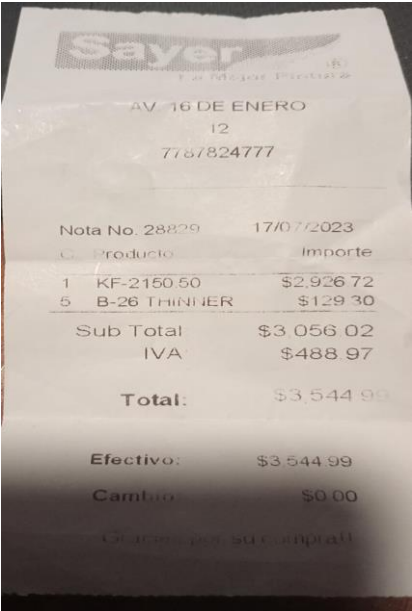 Sayer
®
La Mejor Pintura
AV 16 DE ENERO
12
7787824777
Nota No. 28829 17/07/2023
C Producto Importe
1 KF-2150.50 $2,926.72
5 B-26 THINNER $129.30
Sub Total $3,056.02
IVA $488.97
Total: $3,544.99
Efectivo: $3,544.99
Cambio: $0.00
Gracias por su compra!!